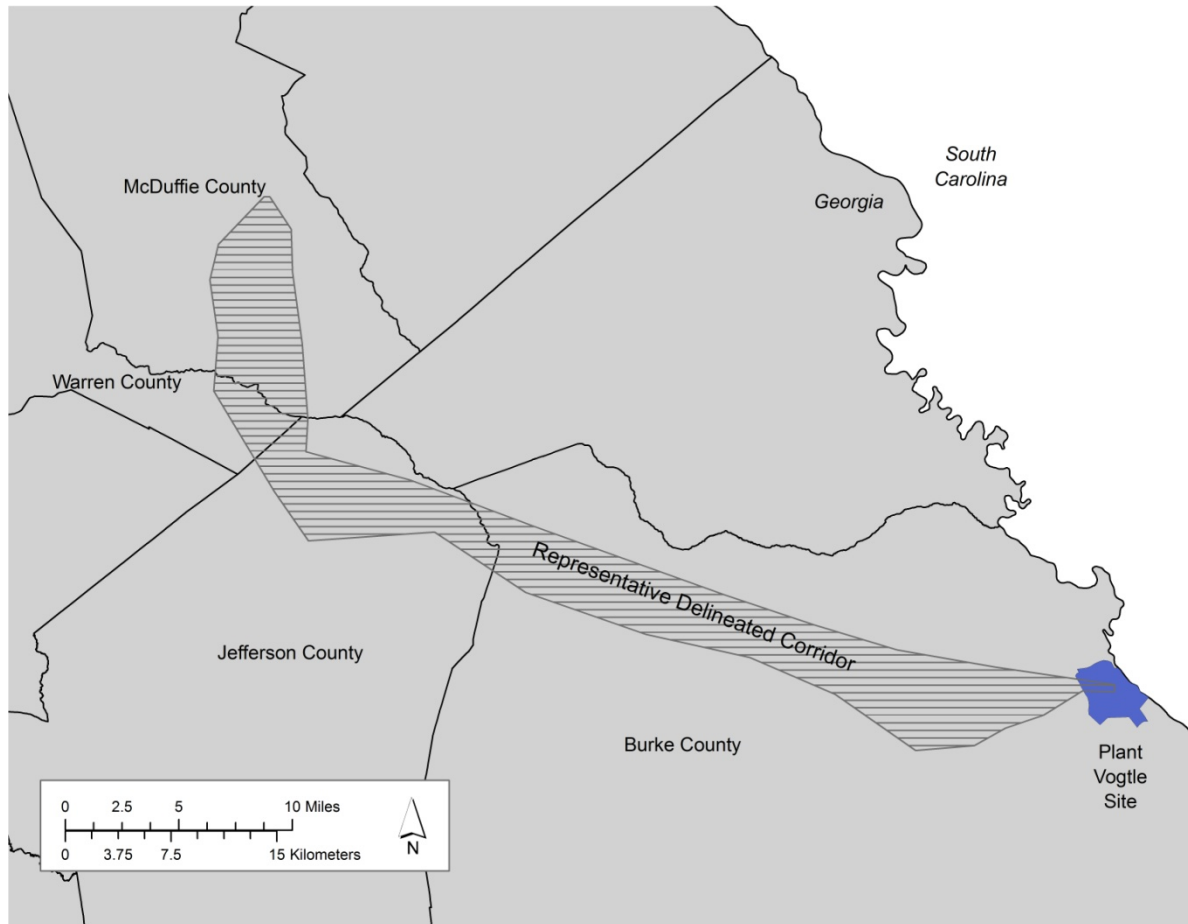 South
Carolina
McDuffie County
Georgia
Warren County
Representative Delineated Corridor
Jefferson County
Burke County
Plant
Vogtle
Site
0 2.5 5 10 Miles
0 3.75 7.5 15 Kilometers
N